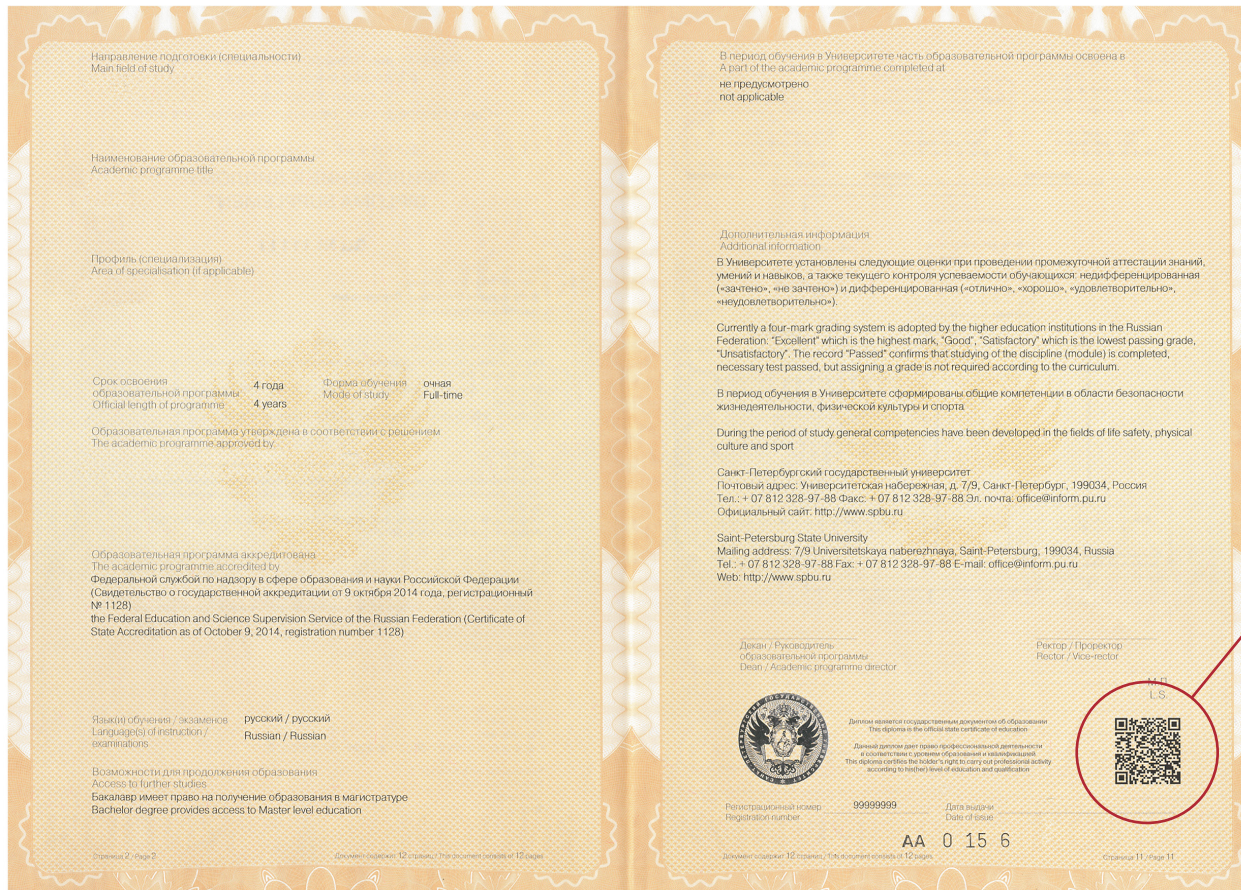 Направление подготовки (специальности)
Main field of study
Наименование образовательной программы
Academic programme title
Профиль (специализация)
Area of specialisation (if applicable)
Срок освоения
образовательной программы
Official length of programme
4 года
4 years
Форма обучения
Mode of study
очная
Full-time
Образовательная программа утверждена в соответствии с решением
The academic programme approved by
Образовательная программа аккредитована
The academic programme accredited by
Федеральной службой по надзору в сфере образования и науки Российской Федерации
(Свидетельство о государственной аккредитации от 9 октября 2014 года, регистрационный
№ 1128)
the Federal Education and Science Supervision Service of the Russian Federation (Certificate of
State Accreditation as of October 9, 2014, registration number 1128)
Язык(и) обучения / экзаменов
Language(s) of instruction /
examinations
русский / русский
Russian / Russian
Возможности для продолжения образования
Access to further studies
Бакалавр имеет право на получение образования в магистратуре
Bachelor degree provides access to Master level education
Страница 2 / Page 2
Документ содержит 12 страниц / This document consists of 12 pages
В период обучения в Университете часть образовательной программы освоена в
A part of the academic programme completed at
не предусмотрено
not applicable
Дополнительная информация
Additional information
В Университете установлены следующие оценки при проведении промежуточной аттестации знаний,
умений и навыков, а также текущего контроля успеваемости обучающихся: недифференцированная
(«зачтено», «не зачтено») и дифференцированная («отлично», «хорошо», «удовлетворительно»,
«неудовлетворительно»).
Currently a four-mark grading system is adopted by the higher education institutions in the Russian
Federation: "Excellent" which is the highest mark, "Good", "Satisfactory" which is the lowest passing grade,
"Unsatisfactory". The record "Passed" confirms that studying of the discipline (module) is completed,
necessary test passed, but assigning a grade is not required according to the curriculum.
В период обучения в Университете сформированы общие компетенции в области безопасности
жизнедеятельности, физической культуры и спорта
During the period of study general competencies have been developed in the fields of life safety, physical
culture and sport
Санкт-Петербургский государственный университет
Почтовый адрес: Университетская набережная, д. 7/9, Санкт-Петербург, 199034, Россия
Тел.: + 07 812 328-97-88 Факс: + 07 812 328-97-88 Эл. почта: office@inform.pu.ru
Официальный сайт: http://www.spbu.ru
Saint-Petersburg State University
Mailing address: 7/9 Universitetskaya naberezhnaya, Saint-Petersburg, 199034, Russia
Tel.: + 07 812 328-97-88 Fax: + 07 812 328-97-88 E-mail: office@inform.pu.ru
Web: http://www.spbu.ru
Декан / Руководитель
образовательной программы
Dean / Academic programme director
Ректор / Проректор
Rector / Vice-rector
М.П.
L.S.
Диплом является государственным документом об образовании
This diploma is the official state certificate of education
Данный диплом дает право профессиональной деятельности
в соответствии с уровнем образования и квалификацией
This diploma certifies the holder's right to carry out professional activity
according to his(her) level of education and qualification
Регистрационный номер
Registration number
99999999
Дата выдачи
Date of issue
АА 0 15 6
Документ содержит 12 страниц / This document consists of 12 pages
Страница 11 / Page 11